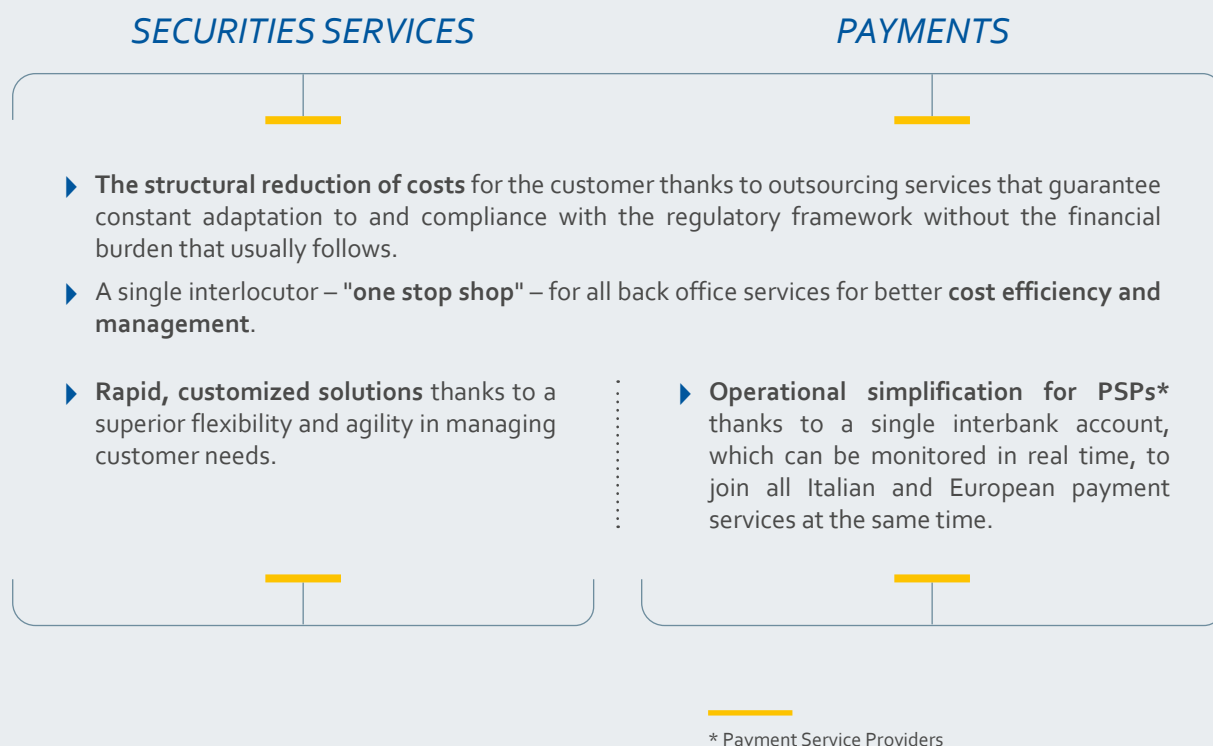 SECURITIES SERVICES
PAYMENTS
The structural reduction of costs for the customer thanks to outsourcing services that guarantee
constant adaptation to and compliance with the regulatory framework without the financial
burden that usually follows.
A single interlocutor – "one stop shop" – for all back office services for better cost efficiency and
management.
Rapid, customized solutions thanks to a
superior flexibility and agility in managing
customer needs.
Operational simplification for PSPs*
thanks to a single interbank account,
which can be monitored in real time, to
join all Italian and European payment
services at the same time.
* Payment Service Providers